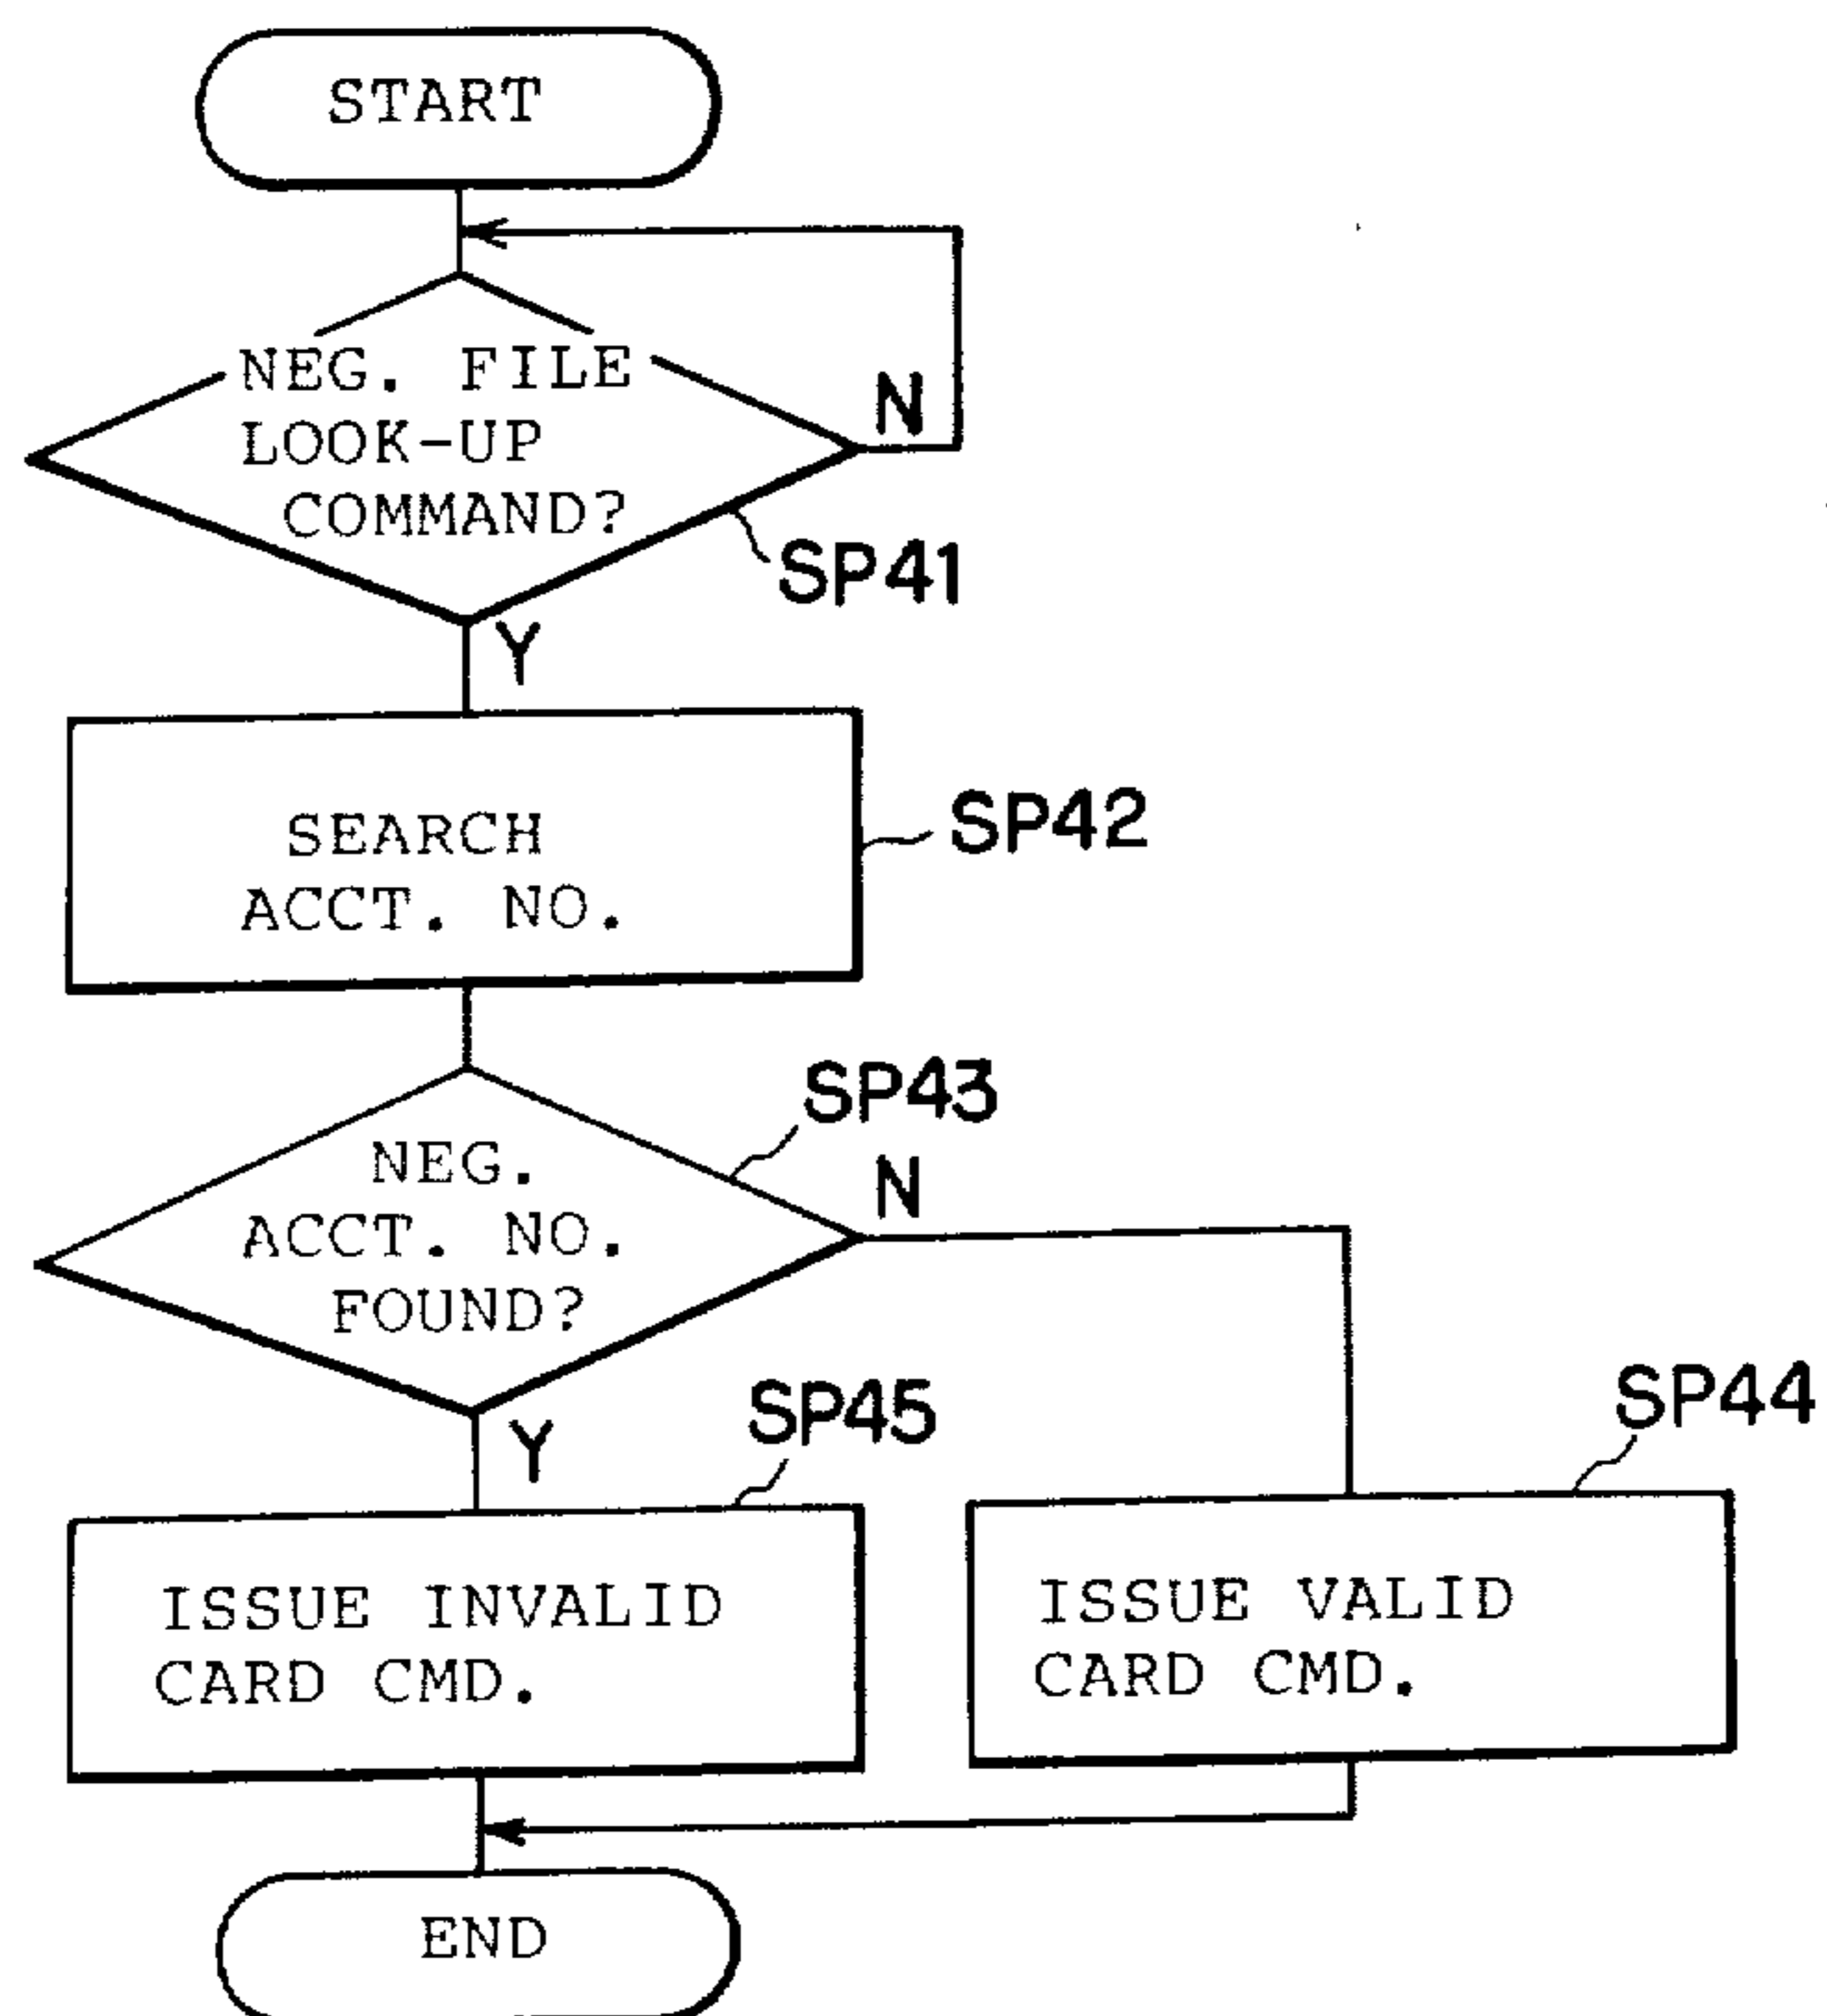 START
NEG. FILE
LOOK-UP
COMMAND?
N
SP41
Y
SEARCH
ACCT. NO.
SP42
SP43
NEG.
ACCT. NO.
FOUND?
N
Y
SP45
SP44
ISSUE INVALID
CARD CMD.
ISSUE VALID
CARD CMD.
END